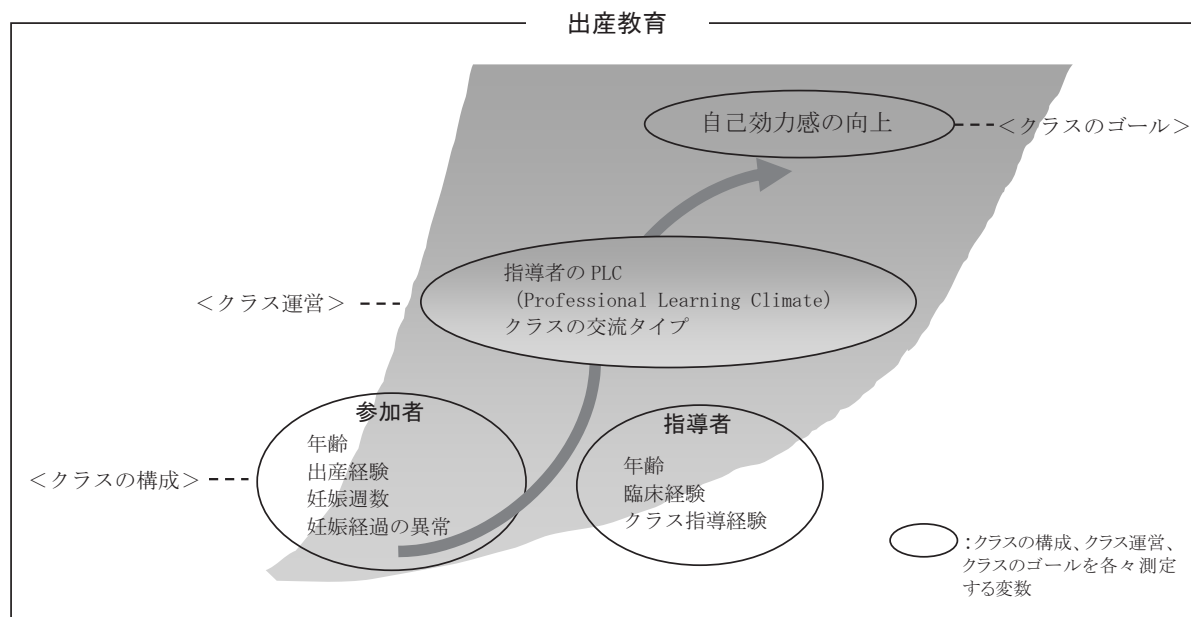 出産教育
自己効力感の向上
<クラスのゴール>
指導者の PLC
(Professional Learning Climate)
クラスの交流タイプ
<クラス運営>
参加者
年齢
出産経験
妊娠週数
妊娠経過の異常
<クラスの構成>
指導者
年齢
臨床経験
クラス指導経験
:クラスの構成、クラス運営、
クラスのゴールを各々測定
する変数